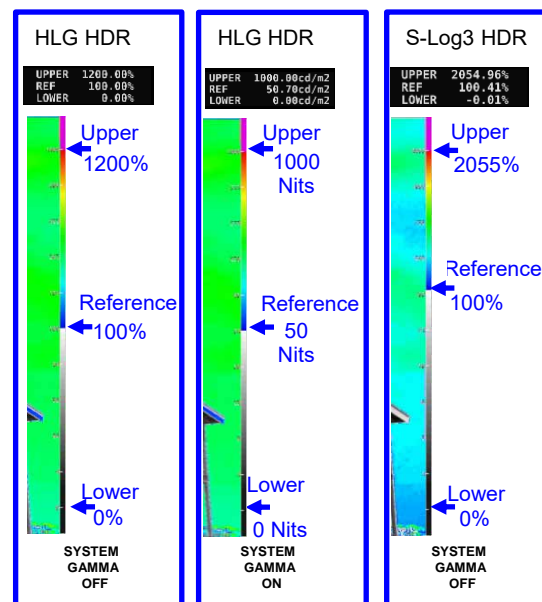 HLG HDR
UPPER 1200.00%
REF 100.00%
LOWER 0.00%
Upper
1200%
Reference
100%
Lower
0%
SYSTEM
GAMMA
OFF
HLG HDR
UPPER 1000.00cd/m2
REF 50.70cd/m2
LOWER 0.00cd/m2
Upper
1000
Nits
Reference
50
Nits
Lower
0 Nits
SYSTEM
GAMMA
ON
S-Log3 HDR
UPPER 2054.96%
REF 100.41%
LOWER -0.01%
Upper
2055%
Reference
100%
Lower
0%
SYSTEM
GAMMA
OFF